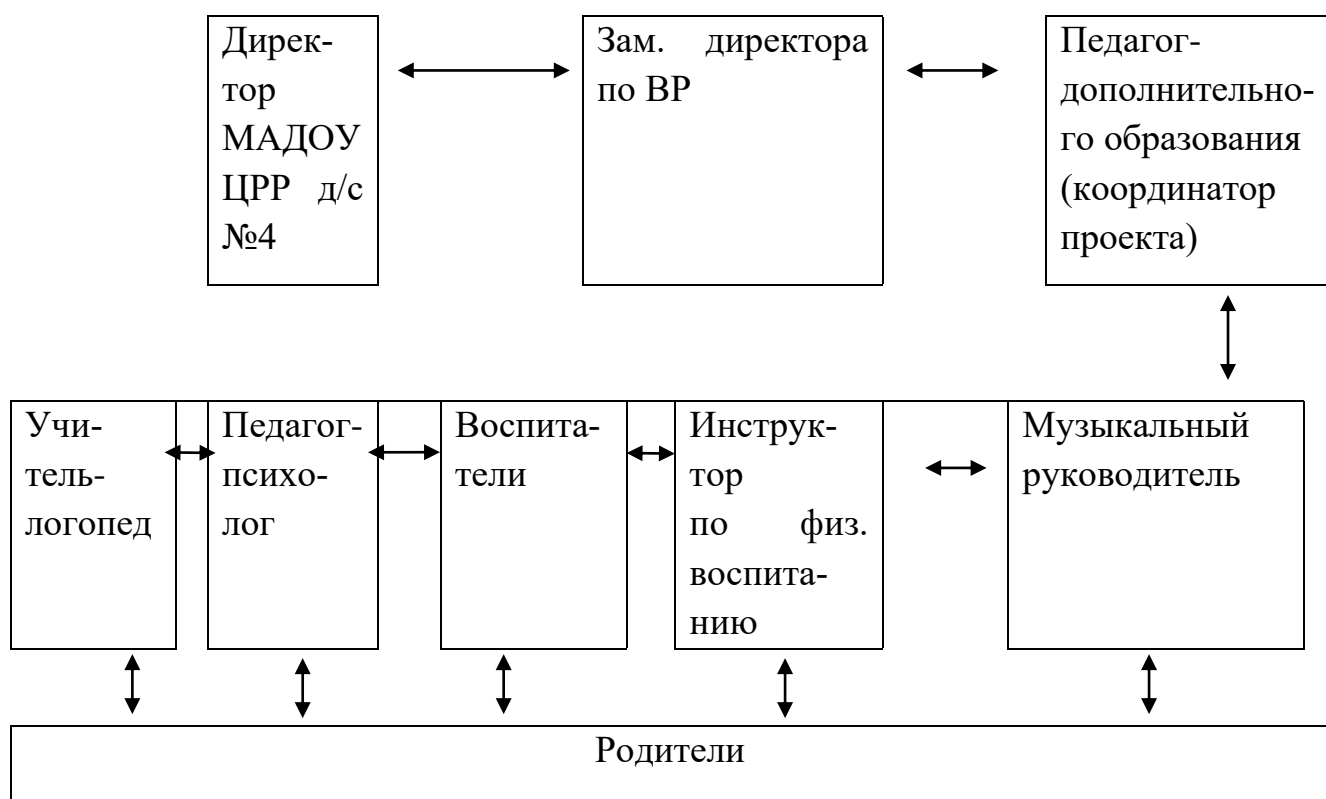 Дирек-
тор
МАДОУ
ЦРР д/с
№4
Зам. директора
по ВР
Педагог-
дополнительно-
го образования
(координатор
проекта)
Учи-
тель-
логопед
Педагог-
психо-
лог
Воспита-
тели
Инструк-
тор
по физ.
воспита-
нию
Музыкальный
руководитель
Родители